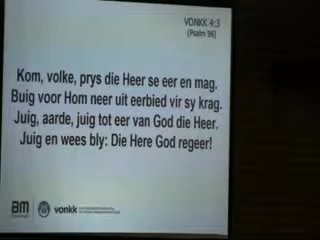 VONKK 4:3
(Psalm 96)
Kom, volke, prys die Heer se eer en mag.
Buig voor Hom neer uit eerbied vir sy krag.
Juig, aarde, juig tot eer van God die Heer.
Juig en wees bly: Die Here God regeer!
BM
vonkk